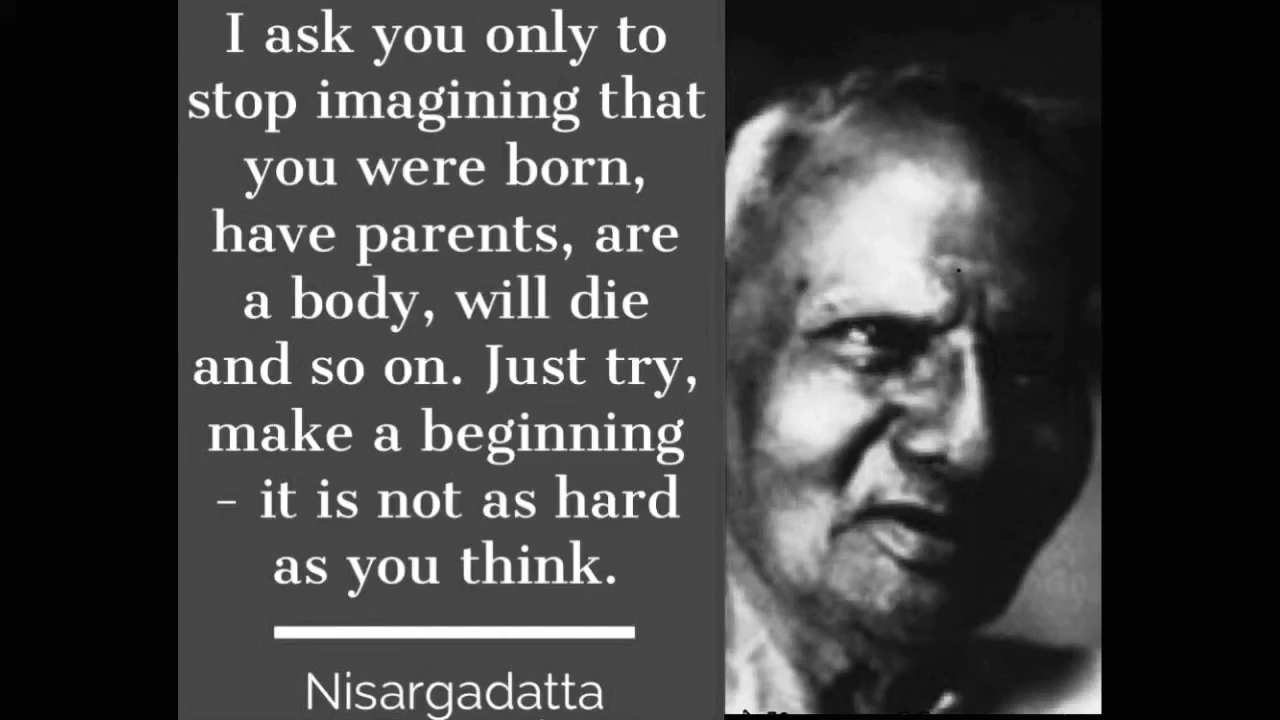 I ask you only to
stop imagining that
you were born,
have parents, are
a body, will die
and so on. Just try,
make a beginning
- it is not as hard
as you think.
Nisargadatta